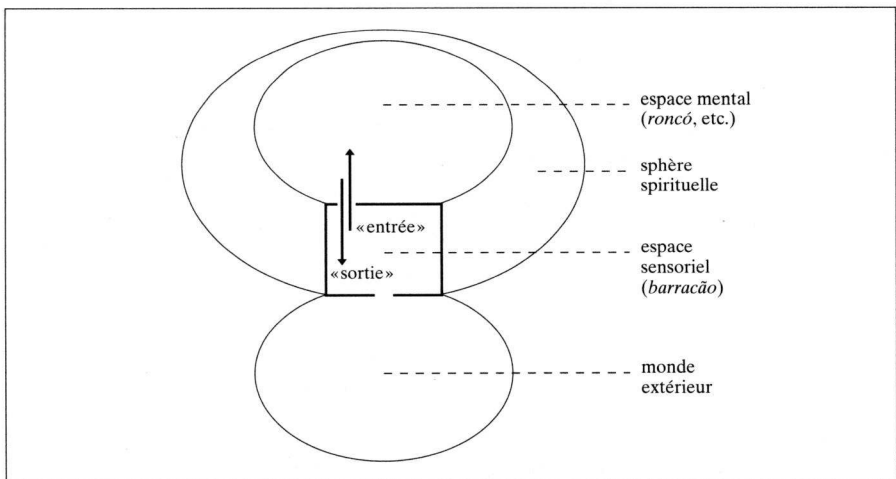 espace mental
(roncó, etc.)
sphère
spirituelle
«entrée»
espace
sensoriel
«sortie»
(barracão)
monde
extérieur